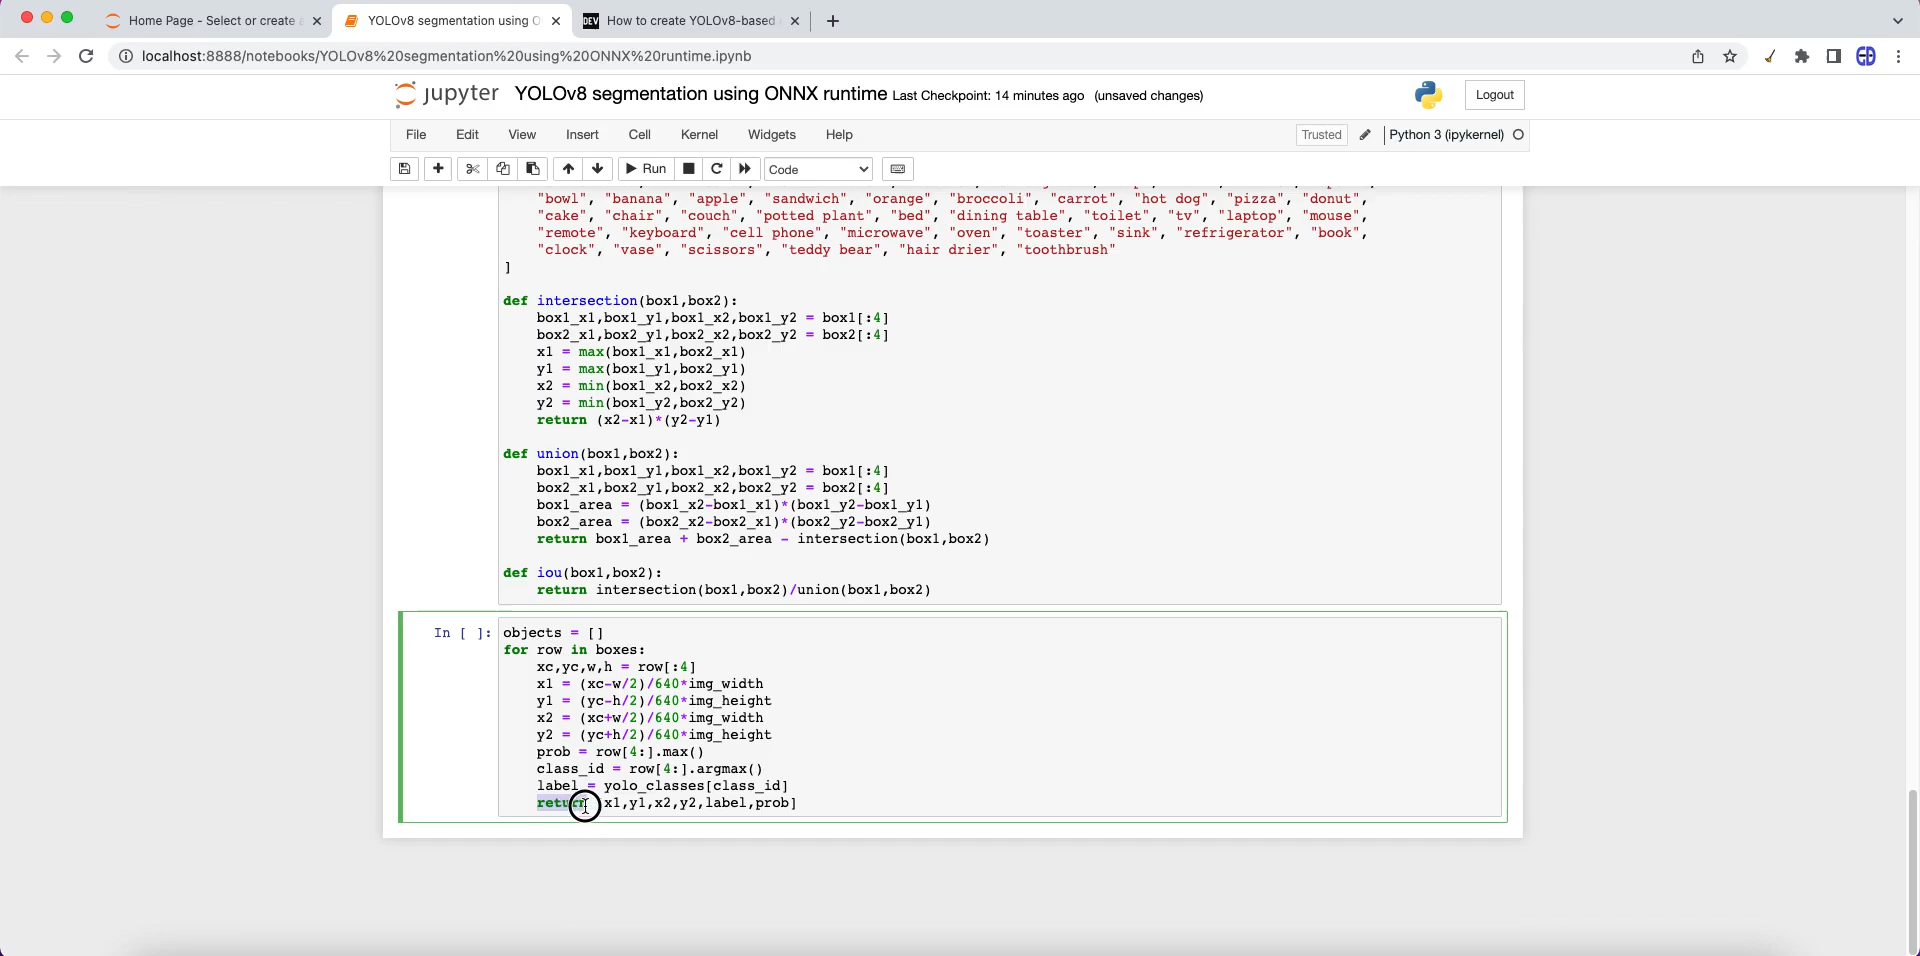 Home Page - Select or create a
YOLOv8 segmentation using O
DEV How to create YOLOv8-based
localhost:8888/notebooks/YOLOv8%20segmentation%20using%20ONNX%20runtime.ipynb
jupyter YOLOv8 segmentation using ONNX runtime Last Checkpoint: 14 minutes ago (unsaved changes)
Logout
File Edit View Insert Cell Kernel Widgets Help
Trusted Python 3 (ipykernel)
Run Code
"bowl", "banana", "apple", "sandwich", "orange", "broccoli", "carrot", "hot dog", "pizza", "donut",
"cake", "chair", "couch", "potted plant", "bed", "dining table", "toilet", "tv", "laptop", "mouse",
"remote", "keyboard", "cell phone", "microwave", "oven", "toaster", "sink", "refrigerator", "book",
"clock", "vase", "scissors", "teddy bear", "hair drier", "toothbrush"
]
def intersection(box1,box2):
box1_x1,box1_y1,box1_x2,box1_y2 = box1[:4]
box2_x1,box2_y1,box2_x2,box2_y2 = box2[:4]
x1 = max(box1_x1,box2_x1)
y1 = max(box1_y1,box2_y1)
x2 = min(box1_x2,box2_x2)
y2 = min(box1_y2,box2_y2)
return (x2-x1)*(y2-y1)
def union(box1,box2):
box1_x1,box1_y1,box1_x2,box1_y2 = box1[:4]
box2_x1,box2_y1,box2_x2,box2_y2 = box2[:4]
box1_area = (box1_x2-box1_x1)*(box1_y2-box1_y1)
box2_area = (box2_x2-box2_x1)*(box2_y2-box2_y1)
return box1_area + box2_area - intersection(box1,box2)
def iou(box1,box2):
return intersection(box1,box2)/union(box1,box2)
In [ ]: objects = []
for row in boxes:
xc,yc,w,h = row[:4]
x1 = (xc-w/2)/640*img_width
y1 = (yc-h/2)/640*img_height
x2 = (xc+w/2)/640*img_width
y2 = (yc+h/2)/640*img_height
prob = row[4:].max()
class_id = row[4:].argmax()
label = yolo_classes[class_id]
return x1,y1,x2,y2,label,prob]